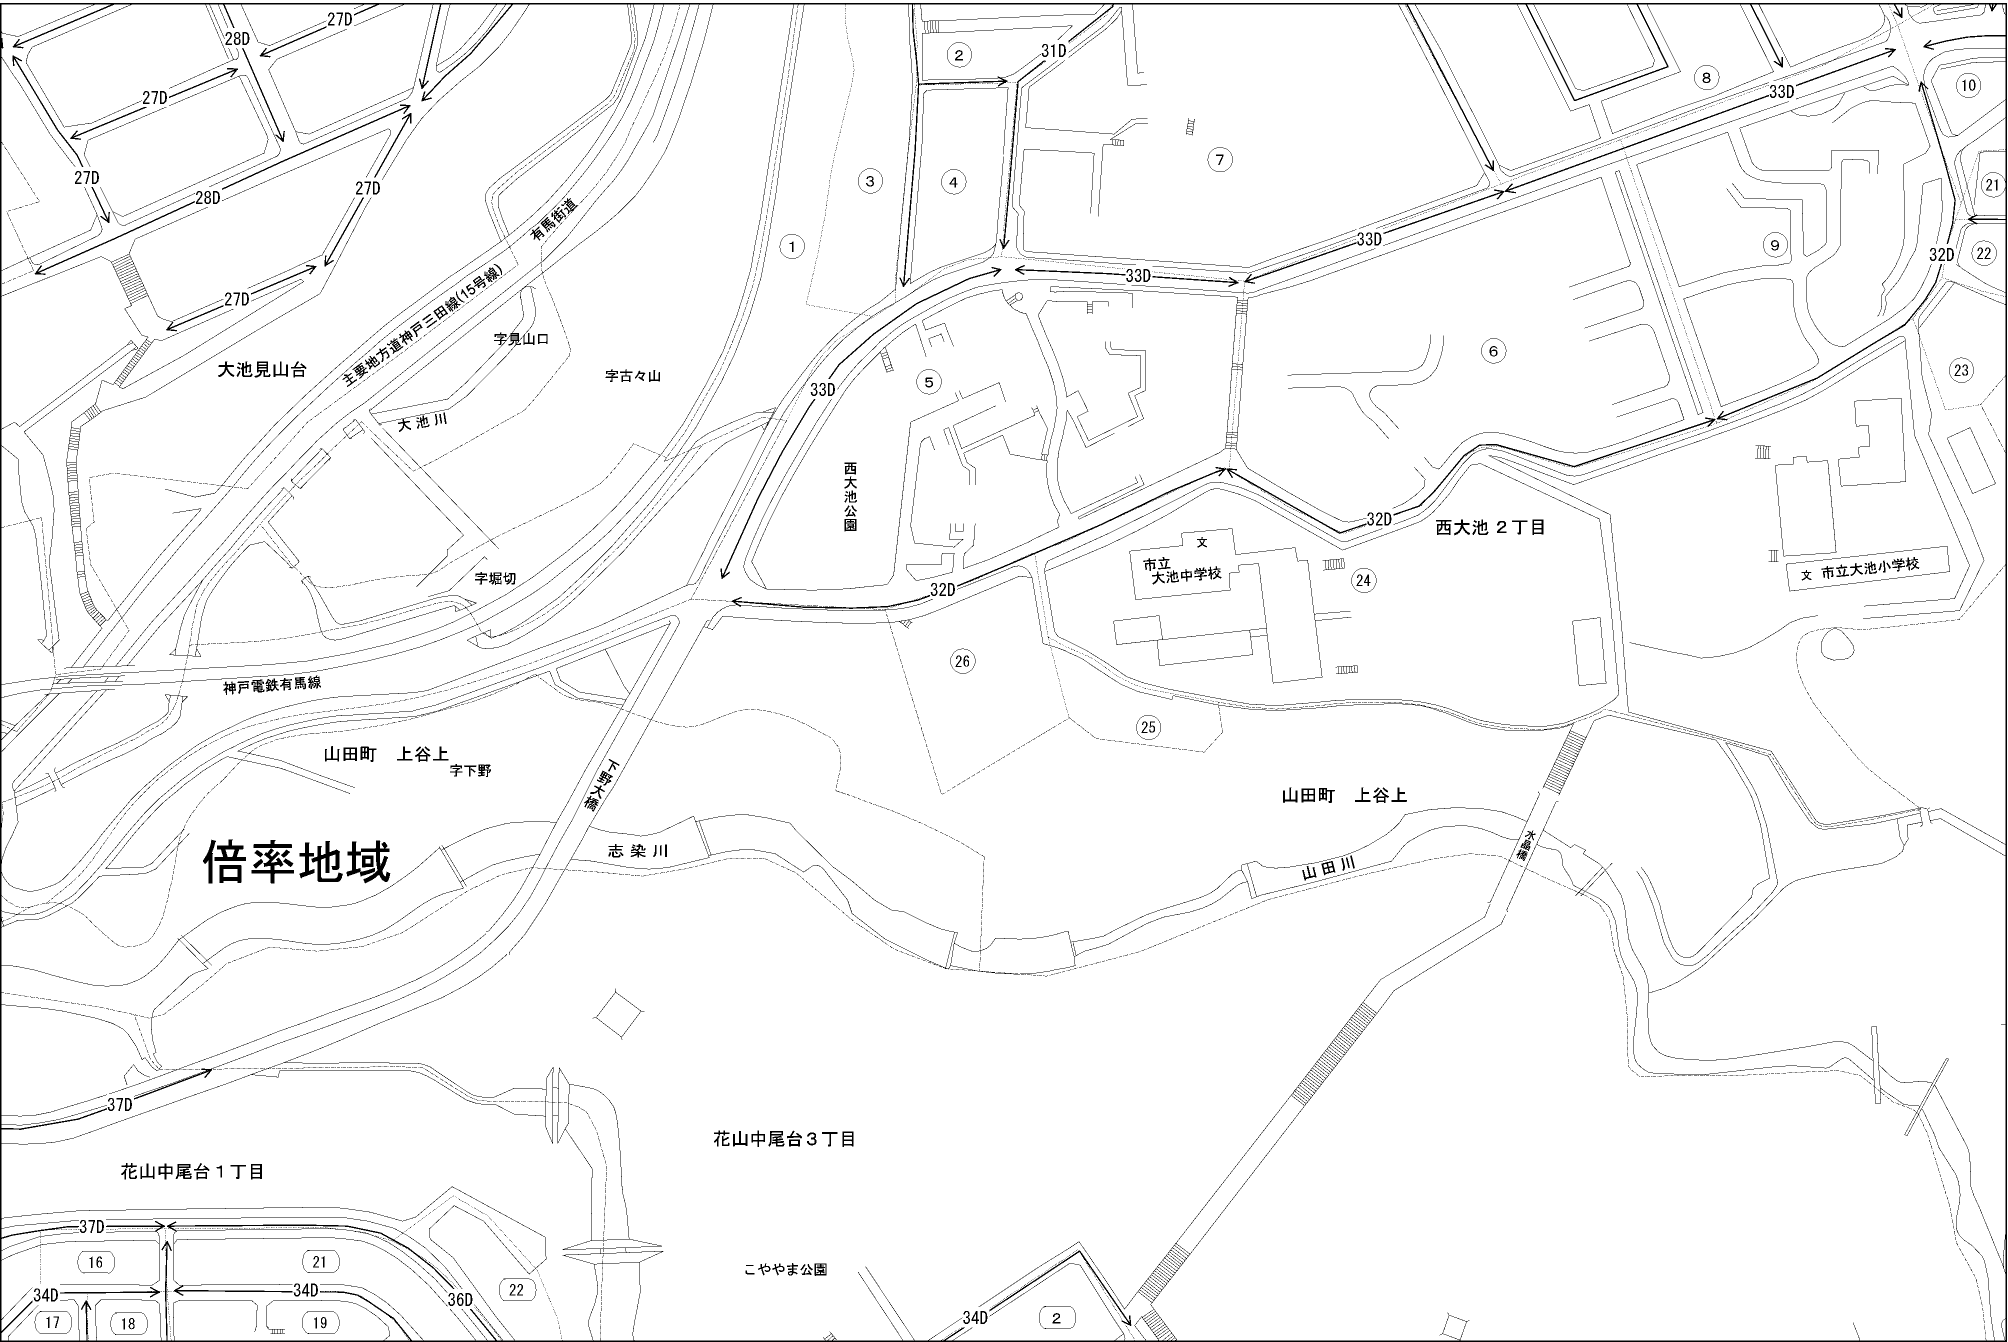 27D
28D
27D
27D
27D
28D
27D
27D
②
31D
⑧
33D
⑩
③
④
⑦
㉑
有馬街道
①
33D
33D
⑨
32D
㉒
主要地方道神戸三田線(15号線)
字見山口
大池見山台
字古々山
33D
⑤
⑥
㉓
大池川
西大池公園
32D
西大池２丁目
文
市立
大池中学校
㉔
文 市立大池小学校
字堀切
32D
㉖
神戸電鉄有馬線
㉕
山田町 上谷上
字下野
下野大橋
山田町 上谷上
倍率地域
志染川
山田川
水晶橋
37D
花山中尾台３丁目
花山中尾台１丁目
37D
16
21
22
こややま公園
34D
34D
36D
17
18
19
34D
2